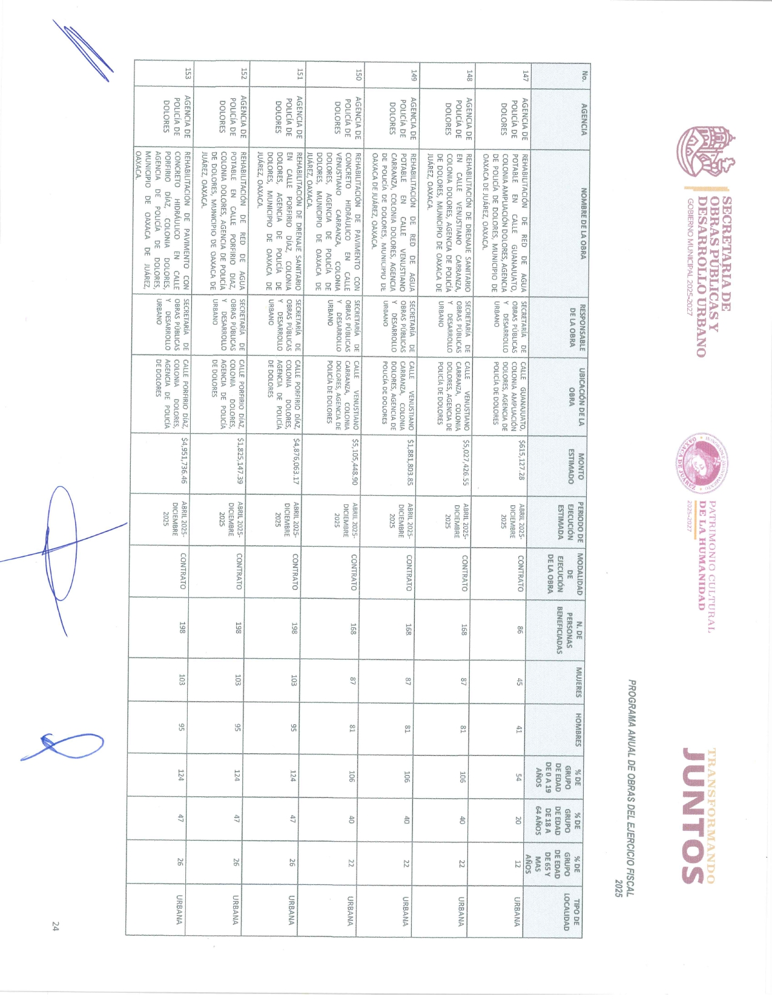 SECRETARÍA DE
OBRAS PÚBLICAS Y
DESARROLLO URBANO
GOBIERNO MUNICIPAL 2025-2027
HONORABLE AYUNTAMIENTO
OAXACA DE JUÁREZ
PATRIMONIO CULTURAL
DE LA HUMANIDAD
2025-2027
TRANSFORMANDO
JUNTOS
PROGRAMA ANUAL DE OBRAS DEL EJERCICIO FISCAL
2025
No.
AGENCIA
NOMBRE DE LA OBRA
RESPONSABLE
DE LA OBRA
UBICACIÓN DE LA
OBRA
MONTO
ESTIMADO
PERIODO DE
EJECUCIÓN
ESTIMADA
MODALIDAD
DE
EJECUCIÓN
DE LA OBRA
N. DE
PERSONAS
BENEFICIADAS
MUJERES
HOMBRES
% DE
GRUPO
DE EDAD
DE 0 A 19
AÑOS
% DE
GRUPO
DE EDAD
DE 18 A
64 AÑOS
% DE
GRUPO
DE EDAD
DE 65 Y
MAS
AÑOS
TIPO DE
LOCALIDAD
147
AGENCIA DE
POLICÍA DE
DOLORES
REHABILITACIÓN DE RED DE AGUA
POTABLE EN CALLE GUANAJUATO,
COLONIA AMPLIACIÓN DOLORES, AGENCIA
DE POLICÍA DE DOLORES, MUNICIPIO DE
OAXACA DE JUÁREZ, OAXACA.
SECRETARÍA DE
OBRAS PÚBLICAS
Y DESARROLLO
URBANO
CALLE GUANAJUATO,
COLONIA AMPLIACIÓN
DOLORES, AGENCIA DE
POLICÍA DE DOLORES
$615,127.28
ABRIL 2025-
DICIEMBRE
2025
CONTRATO
86
45
41
54
20
12
URBANA
148
AGENCIA DE
POLICÍA DE
DOLORES
REHABILITACIÓN DE DRENAJE SANITARIO
EN CALLE VENUSTIANO CARRANZA,
COLONIA DOLORES, AGENCIA DE POLICÍA
DE DOLORES, MUNICIPIO DE OAXACA DE
JUÁREZ, OAXACA.
SECRETARÍA DE
OBRAS PÚBLICAS
Y DESARROLLO
URBANO
CALLE VENUSTIANO
CARRANZA, COLONIA
DOLORES, AGENCIA DE
POLICÍA DE DOLORES
$5,027,426.55
ABRIL 2025-
DICIEMBRE
2025
CONTRATO
168
87
81
106
40
22
URBANA
149
AGENCIA DE
POLICÍA DE
DOLORES
REHABILITACIÓN DE RED DE AGUA
POTABLE EN CALLE VENUSTIANO
CARRANZA, COLONIA DOLORES, AGENCIA
DE POLICÍA DE DOLORES, MUNICIPIO DE
OAXACA DE JUÁREZ, OAXACA.
SECRETARÍA DE
OBRAS PÚBLICAS
Y DESARROLLO
URBANO
CALLE VENUSTIANO
CARRANZA, COLONIA
DOLORES, AGENCIA DE
POLICÍA DE DOLORES
$1,881,803.85
ABRIL 2025-
DICIEMBRE
2025
CONTRATO
168
87
81
106
40
22
URBANA
150
AGENCIA DE
POLICÍA DE
DOLORES
REHABILITACIÓN DE PAVIMENTO CON
CONCRETO HIDRÁULICO EN CALLE
VENUSTIANO CARRANZA, COLONIA
DOLORES, AGENCIA DE POLICÍA DE
DOLORES, MUNICIPIO DE OAXACA DE
JUÁREZ, OAXACA.
SECRETARÍA DE
OBRAS PÚBLICAS
Y DESARROLLO
URBANO
CALLE VENUSTIANO
CARRANZA, COLONIA
DOLORES, AGENCIA DE
POLICÍA DE DOLORES
$5,105,448.90
ABRIL 2025-
DICIEMBRE
2025
CONTRATO
168
87
81
106
40
22
URBANA
151
AGENCIA DE
POLICÍA DE
DOLORES
REHABILITACIÓN DE DRENAJE SANITARIO
EN CALLE PORFIRIO DÍAZ, COLONIA
DOLORES, AGENCIA DE POLICÍA DE
DOLORES, MUNICIPIO DE OAXACA DE
JUÁREZ, OAXACA.
SECRETARÍA DE
OBRAS PÚBLICAS
Y DESARROLLO
URBANO
CALLE PORFIRIO DÍAZ,
COLONIA DOLORES,
AGENCIA DE POLICÍA
DE DOLORES
$4,876,063.17
ABRIL 2025-
DICIEMBRE
2025
CONTRATO
198
103
95
124
47
26
URBANA
152
AGENCIA DE
POLICÍA DE
DOLORES
REHABILITACIÓN DE RED DE AGUA
POTABLE EN CALLE PORFIRIO DÍAZ,
COLONIA DOLORES, AGENCIA DE POLICÍA
DE DOLORES, MUNICIPIO DE OAXACA DE
JUÁREZ, OAXACA.
SECRETARÍA DE
OBRAS PÚBLICAS
Y DESARROLLO
URBANO
CALLE PORFIRIO DÍAZ,
COLONIA DOLORES,
AGENCIA DE POLICÍA
DE DOLORES
$1,825,147.39
ABRIL 2025-
DICIEMBRE
2025
CONTRATO
198
103
95
124
47
26
URBANA
153
AGENCIA DE
POLICÍA DE
DOLORES
REHABILITACIÓN DE PAVIMENTO CON
CONCRETO HIDRÁULICO EN CALLE
PORFIRIO DÍAZ, COLONIA DOLORES,
AGENCIA DE POLICÍA DE DOLORES,
MUNICIPIO DE OAXACA DE JUÁREZ,
OAXACA.
SECRETARÍA DE
OBRAS PÚBLICAS
Y DESARROLLO
URBANO
CALLE PORFIRIO DÍAZ,
COLONIA DOLORES,
AGENCIA DE POLICÍA
DE DOLORES
$4,951,736.46
ABRIL 2025-
DICIEMBRE
2025
CONTRATO
198
103
95
124
47
26
URBANA
24